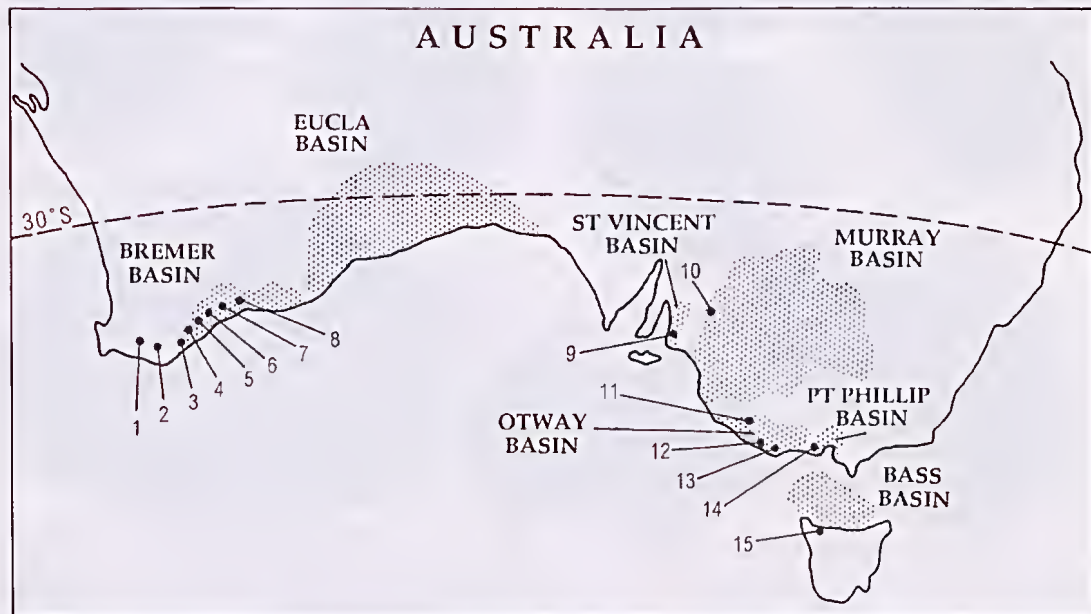 AUSTRALIA
EUCLA
BASIN
30°S
ST VINCENT
BASIN
MURRAY
BASIN
BREMER
BASIN
10
9
8
7
6
5
4
3
2
1
11
PT PHILLIP
BASIN
OTWAY
BASIN
12
13
14
BASS
BASIN
15